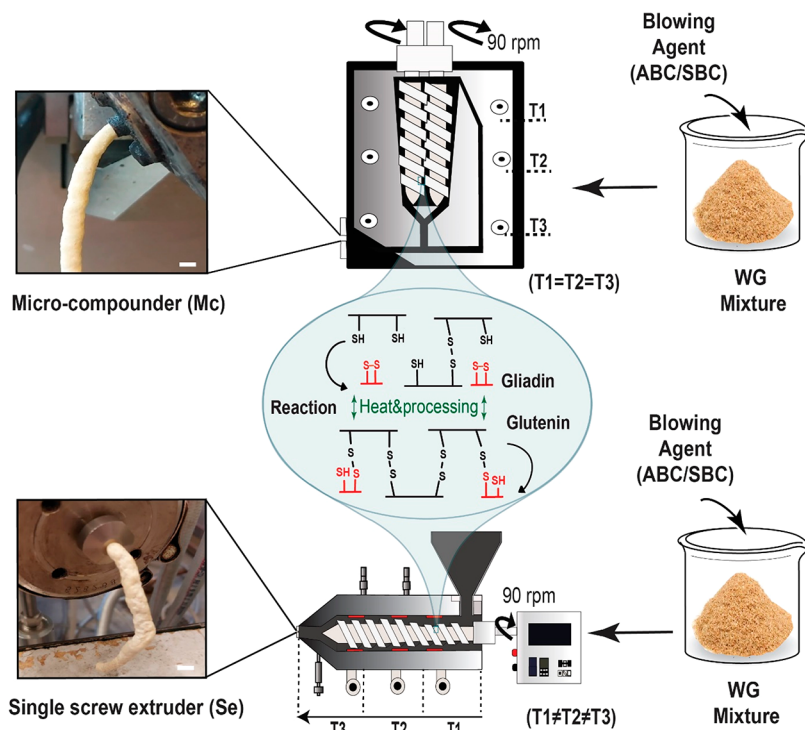 90 rpm
Blowing
Agent
(ABC/SBC)
T1
T2
T3
WG
Mixture
(T1=T2=T3)
Micro-compounder (Mc)
SH
SH
S
S
SH
S-S
SH
S-S
Gliadin
Reaction
Heat&processing
Glutenin
S
S
S
S
S
S
S
S
SH
S
S
SH
Blowing
Agent
(ABC/SBC)
90 rpm
WG
Mixture
Single screw extruder (Se)
T3
T2
T1
(T1≠T2≠T3)